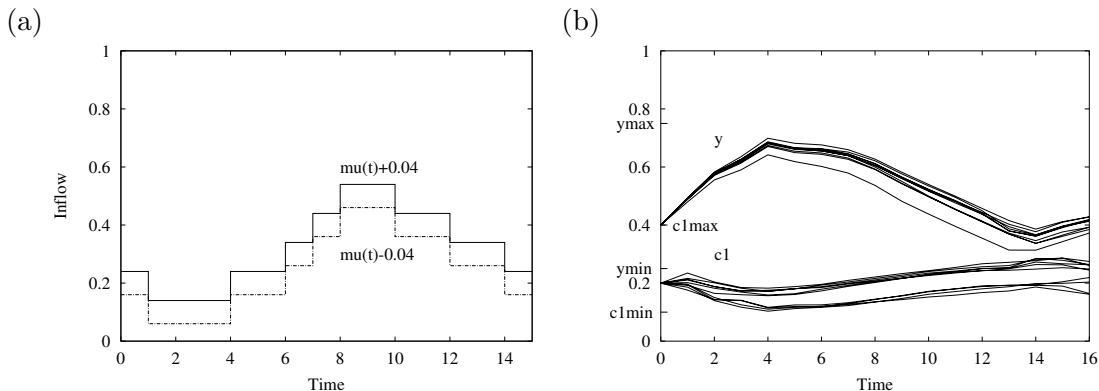 (a)
1
0.8
0.6
0.4
0.2
0
Inflow
mu(t)+0.04
mu(t)-0.04
0 2 4 6 8 10 12 14
Time
(b)
1
0.8
ymax
0.6
0.4
ymin
0.2
c1min
0
y
c1max
c1
0 2 4 6 8 10 12 14 16
Time